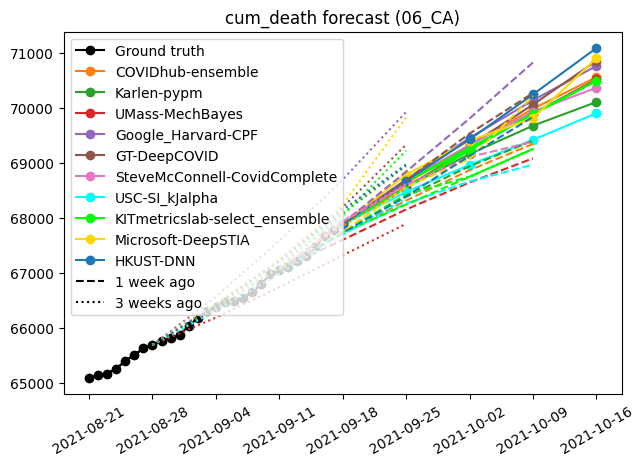 cum_death forecast (06_CA)
71000
70000
69000
68000
67000
66000
65000
Ground truth
COVIDhub-ensemble
Karlen-pypm
UMass-MechBayes
Google_Harvard-CPF
GT-DeepCOVID
SteveMcConnell-CovidComplete
USC-SI_kJalpha
KITmetricslab-select_ensemble
Microsoft-DeepSTIA
HKUST-DNN
1 week ago
3 weeks ago
2021-08-21
2021-08-28
2021-09-04
2021-09-11
2021-09-18
2021-09-25
2021-10-02
2021-10-09
2021-10-16